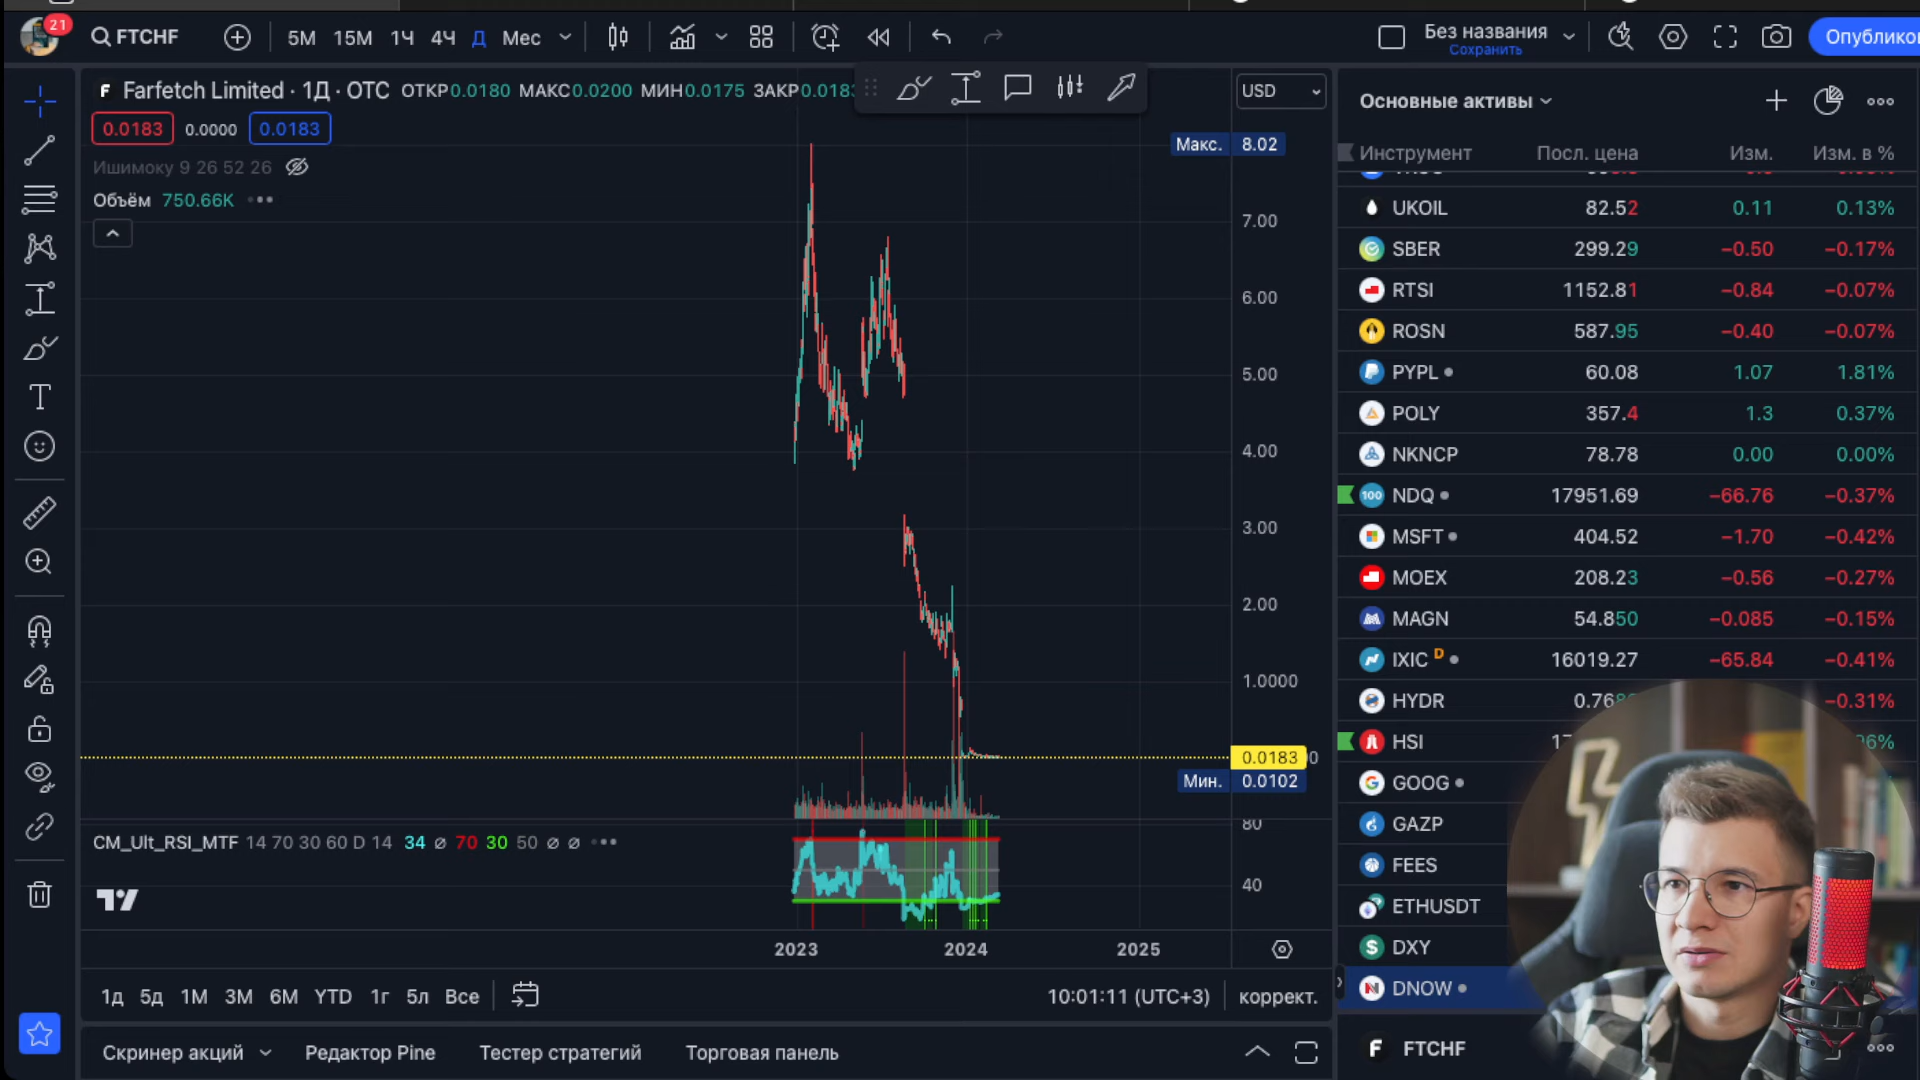 21
FTCHF
5М 15М 1Ч 4Ч Д Мес
Без названия
Сохранить
F Farfetch Limited · 1Д · OTC ОТКР0.0180 МАКС0.0200 МИН0.0175 ЗАКР0.0183
USD
0.0183 0.0000 0.0183
Ишимоку 9 26 52 26
Объём 750.66K
Макс. 8.02
7.00
6.00
5.00
4.00
3.00
2.00
1.0000
0.0183
Мин. 0.0102
CM_Ult_RSI_MTF 14 70 30 60 D 14 34 ∅ 70 30 50 ∅ ∅
80
40
2023 2024 2025
1д 5д 1М 3М 6М YTD 1г 5л Все
10:01:11 (UTC+3) коррект.
Скринер акций Редактор Pine Тестер стратегий Торговая панель
Основные активы
Инструмент Посл. цена Изм. Изм. в %
UKOIL 82.52 0.11 0.13%
SBER 299.29 −0.50 −0.17%
RTSI 1152.81 −0.84 −0.07%
ROSN 587.95 −0.40 −0.07%
PYPL 60.08 1.07 1.81%
POLY 357.4 1.3 0.37%
NKNCP 78.78 0.00 0.00%
100 NDQ 17951.69 −66.76 −0.37%
MSFT 404.52 −1.70 −0.42%
MOEX 208.23 −0.56 −0.27%
MAGN 54.850 −0.085 −0.15%
IXIC D 16019.27 −65.84 −0.41%
HYDR 0.76 −0.31%
HSI 6%
GOOG
GAZP
FEES
ETHUSDT
DXY
DNOW
F FTCHF